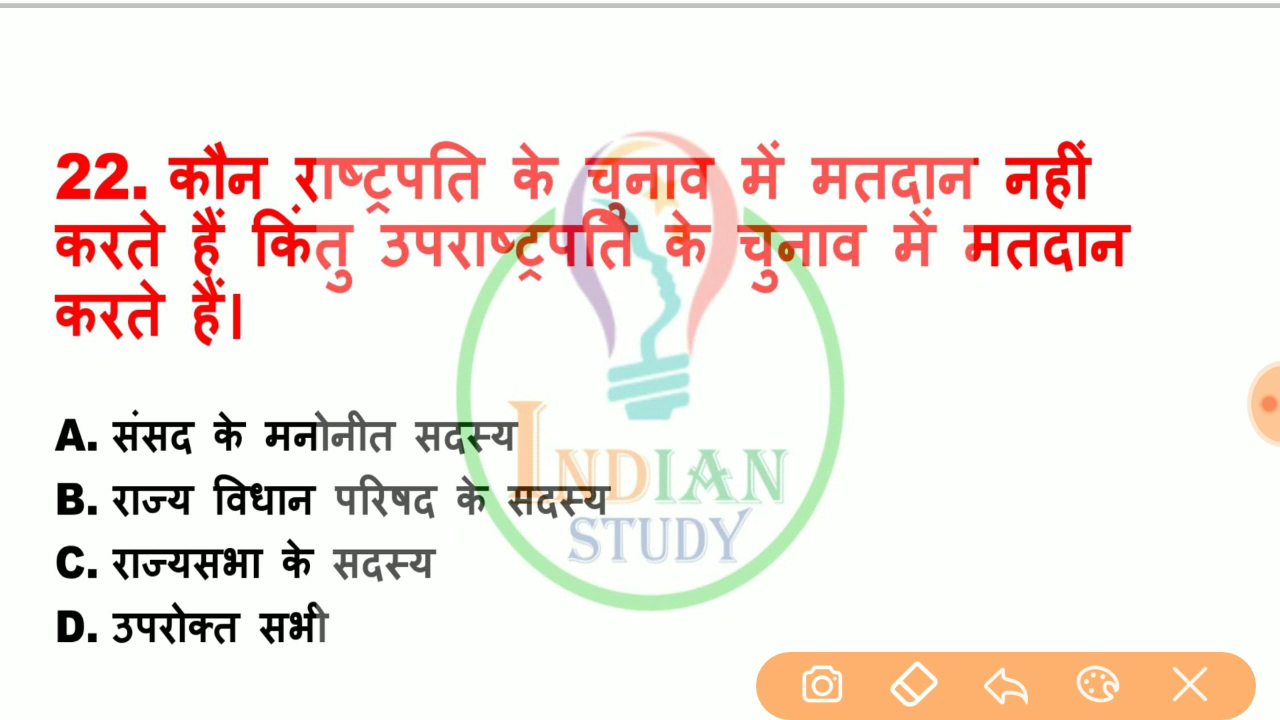 22. कौन राष्ट्रपति के चुनाव में मतदान नहीं
करते हैं किंतु उपराष्ट्रपति के चुनाव में मतदान
करते हैं।
A. संसद के मनोनीत सदस्य
B. राज्य विधान परिषद के सदस्य
C. राज्यसभा के सदस्य
D. उपरोक्त सभी
INDIAN
STUDY